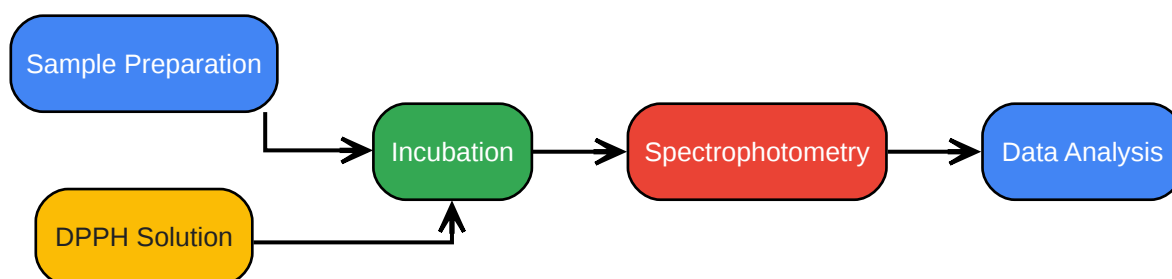 Sample Preparation
DPPH Solution
Incubation
Spectrophotometry
Data Analysis